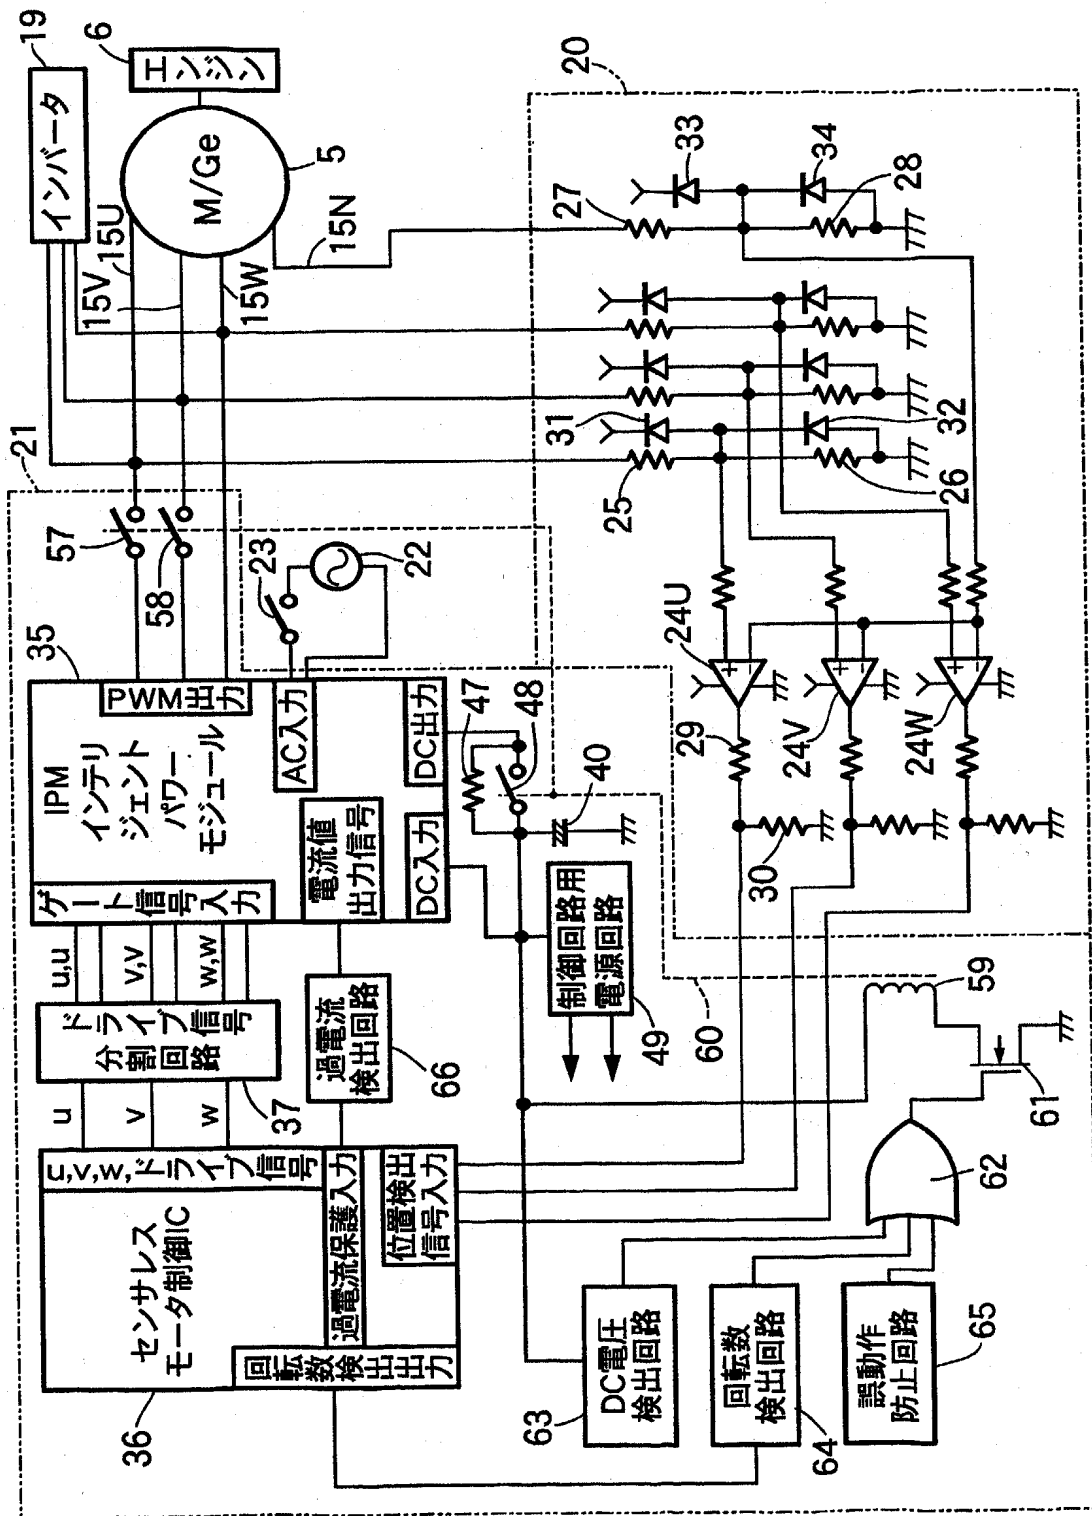 19
インバータ
6
エンジン
M/Ge
5
15U
15V
15W
15N
20
33
34
27
28
21
57
58
23
22
31
32
25
26
35
PWM出力
IPM
インテリ
ジェント
パワー
モジュール
AC入力
DC出力
47
48
40
24U
24V
24W
29
30
ゲート信号入力
電流値
出力信号
DC入力
u,u
v,v
w,w
ドライブ信号
分割回路
37
過電流
検出回路
66
制御回路用
電源回路
49
60
59
61
62
u
v
w
u,v,w,ドライブ信号
センサレス
モータ制御IC
過電流保護入力
位置検出
信号入力
回転数検出出力
36
DC電圧
検出回路
63
回転数
検出回路
64
誤動作
防止回路
65
+
−
+
−
+
−